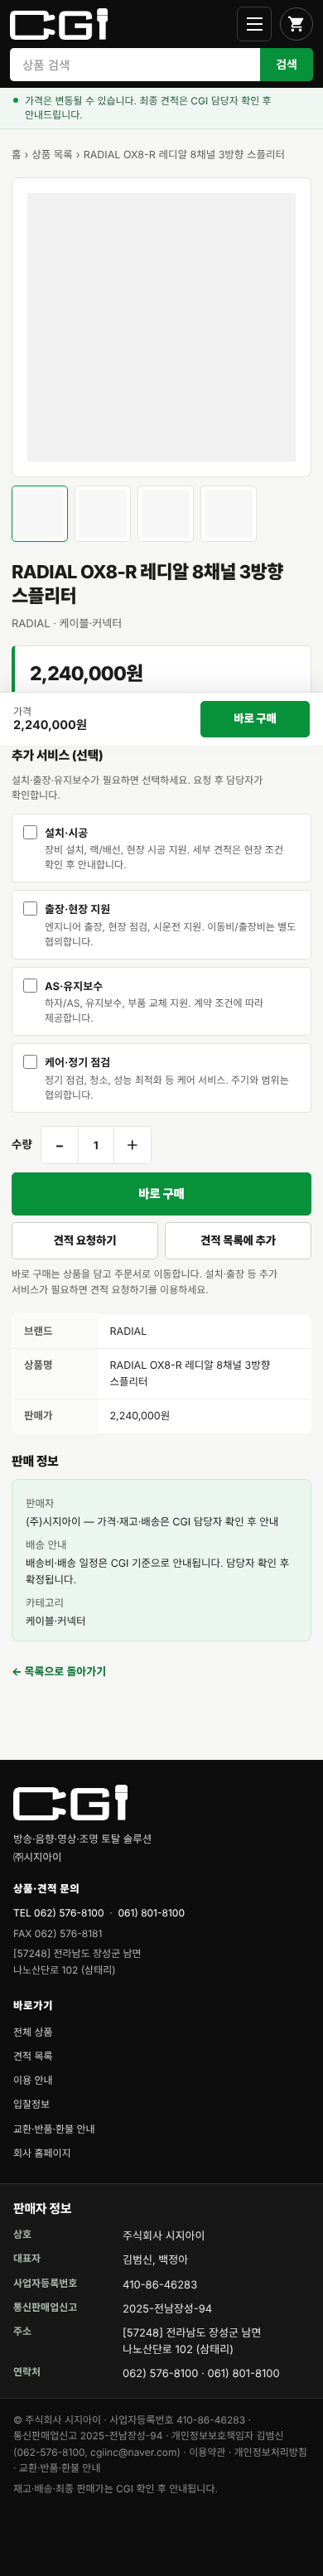 CGI
상품 검색
검색
가격은 변동될 수 있습니다. 최종 견적은 CGI 담당자 확인 후
안내드립니다.
홈 › 상품 목록 › RADIAL OX8-R 레디알 8채널 3방향 스플리터
RADIAL OX8-R 레디알 8채널 3방향
스플리터
RADIAL · 케이블·커넥터
2,240,000원
가격
2,240,000원
바로 구매
추가 서비스 (선택)
설치·출장·유지보수가 필요하면 선택하세요. 요청 후 담당자가
확인합니다.
설치·시공
장비 설치, 랙/배선, 현장 시공 지원. 세부 견적은 현장 조건
확인 후 안내합니다.
출장·현장 지원
엔지니어 출장, 현장 점검, 시운전 지원. 이동비/출장비는 별도
협의합니다.
AS·유지보수
하자/AS, 유지보수, 부품 교체 지원. 계약 조건에 따라
제공합니다.
케어·정기 점검
정기 점검, 청소, 성능 최적화 등 케어 서비스. 주기와 범위는
협의합니다.
수량 − 1 +
바로 구매
견적 요청하기 견적 목록에 추가
바로 구매는 상품을 담고 주문서로 이동합니다. 설치·출장 등 추가
서비스가 필요하면 견적 요청하기를 이용하세요.
브랜드 RADIAL
상품명 RADIAL OX8-R 레디알 8채널 3방향
스플리터
판매가 2,240,000원
판매 정보
판매자
(주)시지아이 — 가격·재고·배송은 CGI 담당자 확인 후 안내
배송 안내
배송비·배송 일정은 CGI 기준으로 안내됩니다. 담당자 확인 후
확정됩니다.
카테고리
케이블·커넥터
← 목록으로 돌아가기
CGI
방송·음향·영상·조명 토탈 솔루션
㈜시지아이
상품·견적 문의
TEL 062) 576-8100 · 061) 801-8100
FAX 062) 576-8181
[57248] 전라남도 장성군 남면
나노산단로 102 (삼태리)
바로가기
전체 상품
견적 목록
이용 안내
입찰정보
교환·반품·환불 안내
회사 홈페이지
판매자 정보
상호 주식회사 시지아이
대표자 김범신, 백정아
사업자등록번호 410-86-46283
통신판매업신고 2025-전남장성-94
주소 [57248] 전라남도 장성군 남면
나노산단로 102 (삼태리)
연락처 062) 576-8100 · 061) 801-8100
© 주식회사 시지아이 · 사업자등록번호 410-86-46283 ·
통신판매업신고 2025-전남장성-94 · 개인정보보호책임자 김범신
(062-576-8100, cgiinc@naver.com) · 이용약관 · 개인정보처리방침
· 교환·반품·환불 안내
재고·배송·최종 판매가는 CGI 확인 후 안내됩니다.